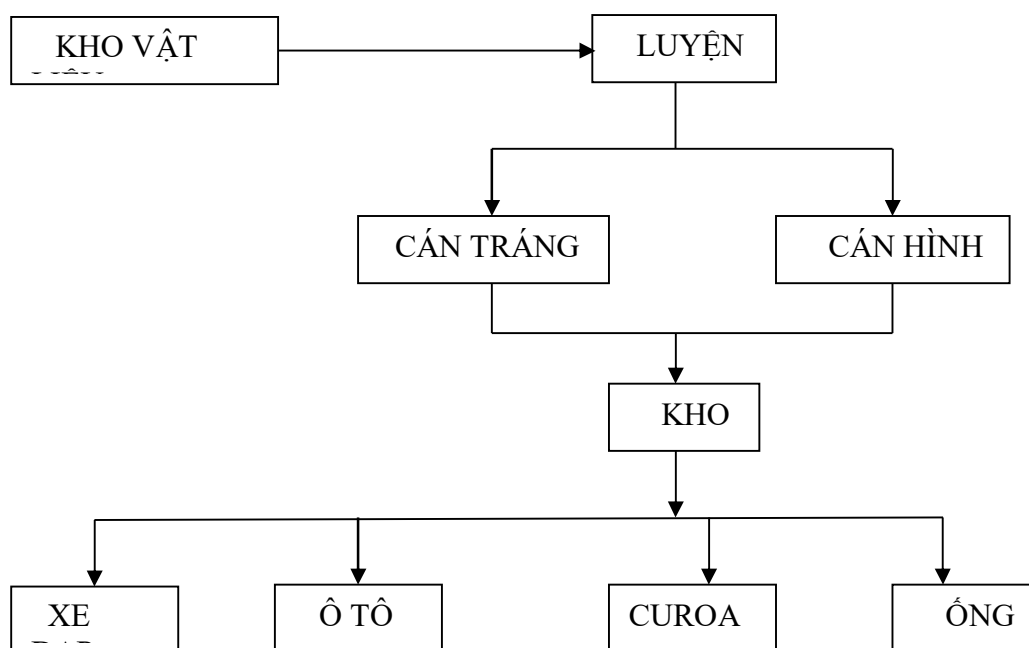 KHO VẬT
LUYỆN
CÁN TRÁNG
CÁN HÌNH
KHO
XE
Ô TÔ
CUROA
ỐNG